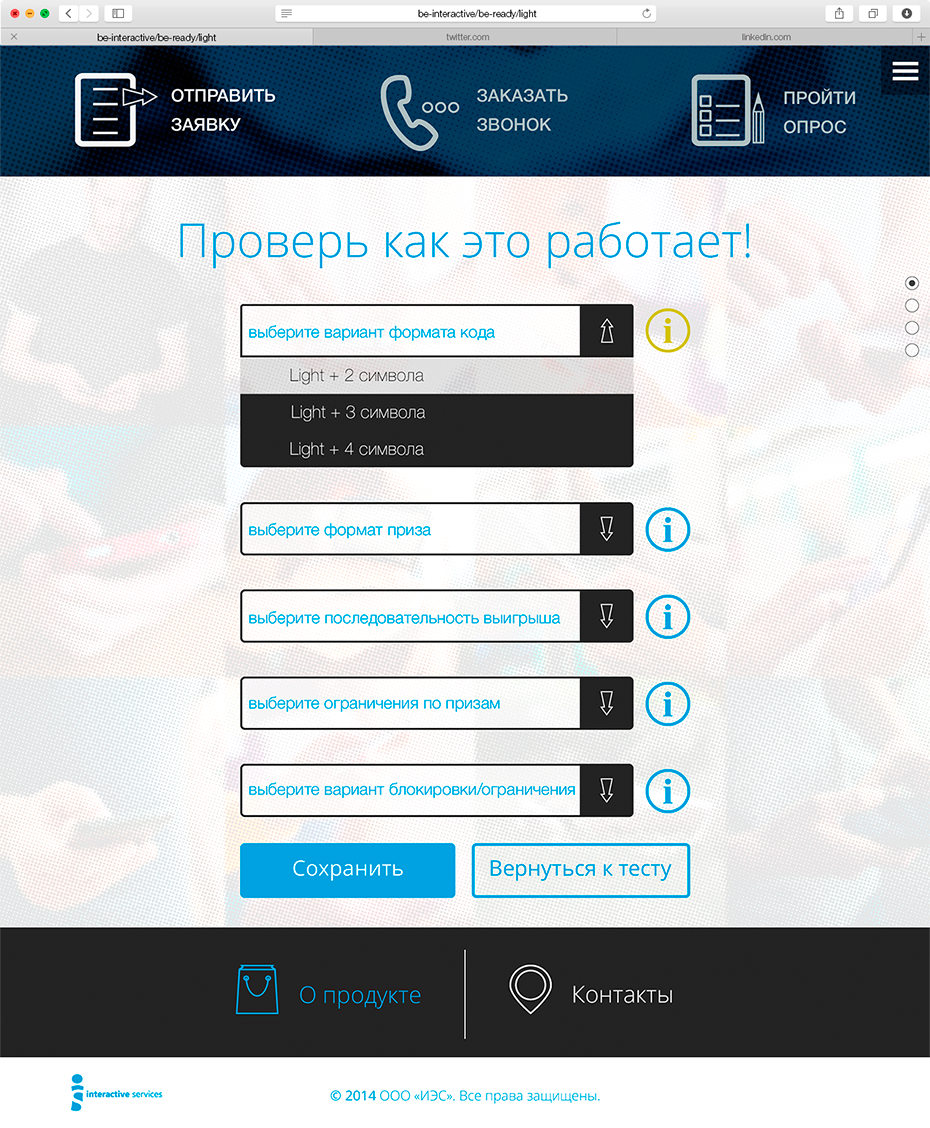 be-interactive/be-ready/light
be-interactive/be-ready/light
twitter.com
linkedin.com
ОТПРАВИТЬ
ЗАЯВКУ
ЗАКАЗАТЬ
ЗВОНОК
ПРОЙТИ
ОПРОС
Проверь как это работает!
выберите вариант формата кода
Light + 2 символа
Light + 3 символа
Light + 4 символа
выберите формат приза
выберите последовательность выигрыша
выберите ограничения по призам
выберите вариант блокировки/ограничения
Сохранить
Вернуться к тесту
О продукте
Контакты
interactive services
© 2014 ООО «ИЭС». Все права защищены.